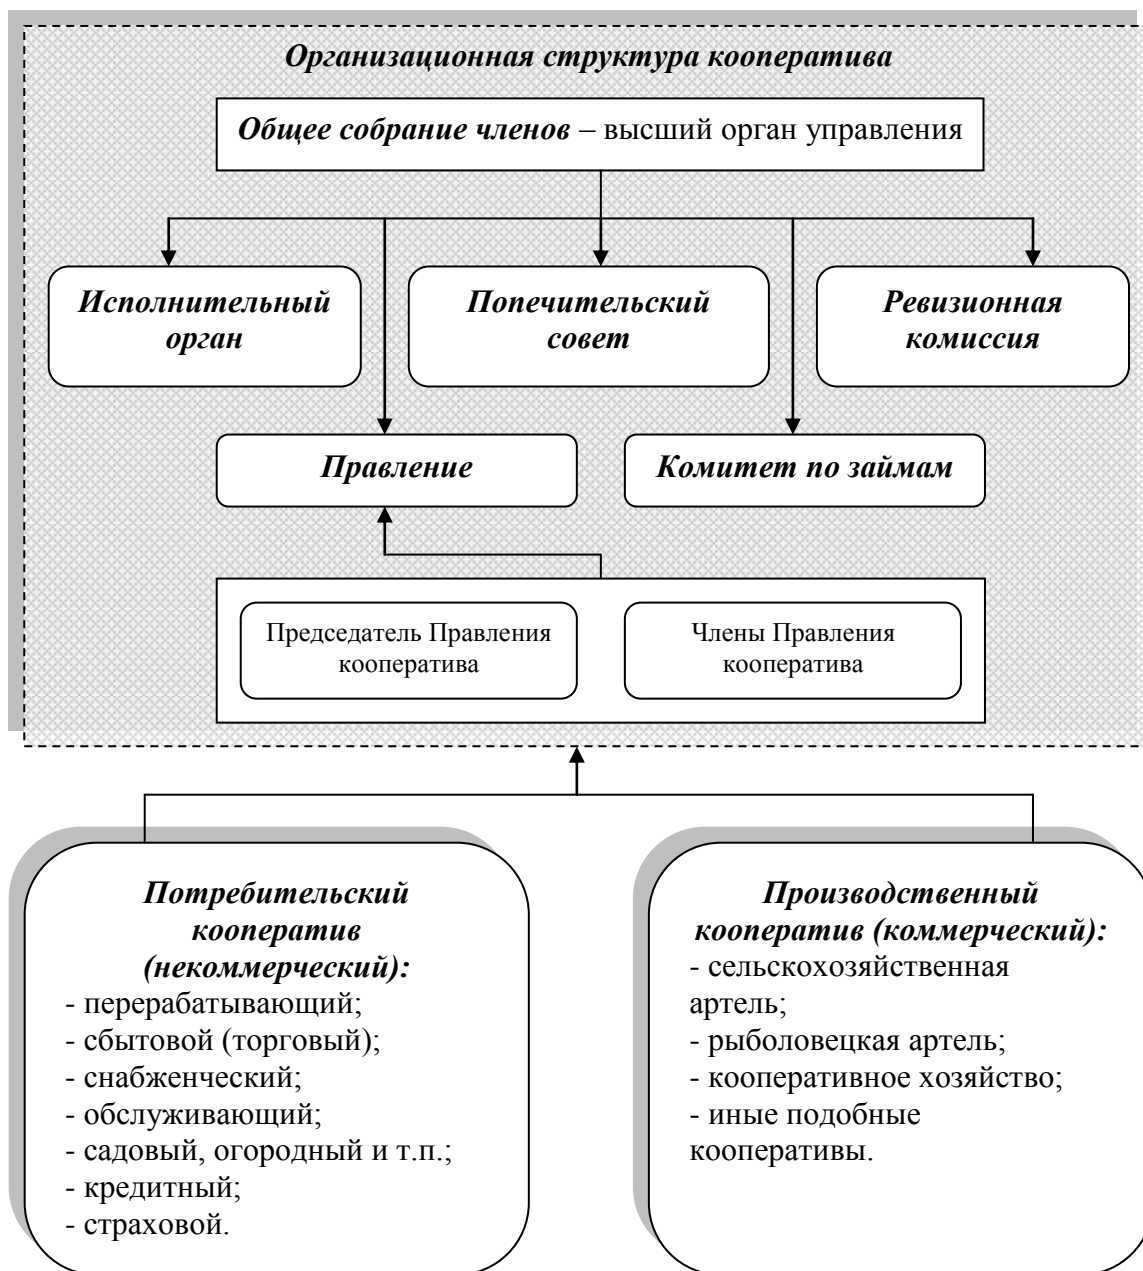 Организационная структура кооператива
Общее собрание членов – высший орган управления
Исполнительный
орган
Попечительский
совет
Ревизионная
комиссия
Правление
Комитет по займам
Председатель Правления
кооператива
Члены Правления
кооператива
Потребительский
кооператив
(некоммерческий):
- перерабатывающий;
- сбытовой (торговый);
- снабженческий;
- обслуживающий;
- садовый, огородный и т.п.;
- кредитный;
- страховой.
Производственный
кооператив (коммерческий):
- сельскохозяйственная
артель;
- рыболовецкая артель;
- кооперативное хозяйство;
- иные подобные
кооперативы.